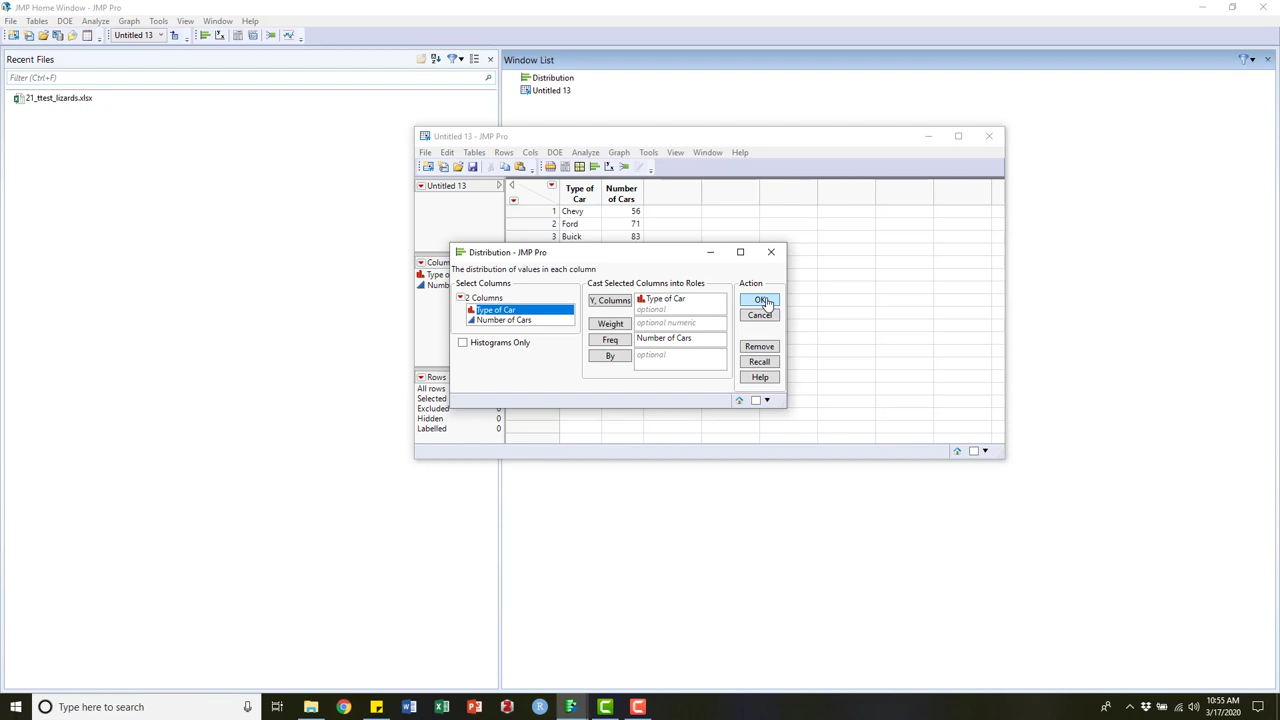 JMP Home Window - JMP Pro
File Tables DOE Analyze Graph Tools View Window Help
Untitled 13
Recent Files
Filter (Ctrl+F)
21_ttest_lizards.xlsx
Window List
Distribution
Untitled 13
Untitled 13 - JMP Pro
File Edit Tables Rows Cols DOE Analyze Graph Tools View Window Help
Untitled 13
Type of Car
Number of Cars
1 Chevy 56
2 Ford 71
3 Buick 83
Colum
Type o
Numb
Rows
All rows
Selected
Excluded 0
Hidden 0
Labelled 0
Distribution - JMP Pro
The distribution of values in each column
Select Columns
2 Columns
Type of Car
Number of Cars
Histograms Only
Cast Selected Columns into Roles
Y, Columns Type of Car
optional
Weight optional numeric
Freq Number of Cars
By optional
Action
OK
Cancel
Remove
Recall
Help
Type here to search
10:55 AM
3/17/2020